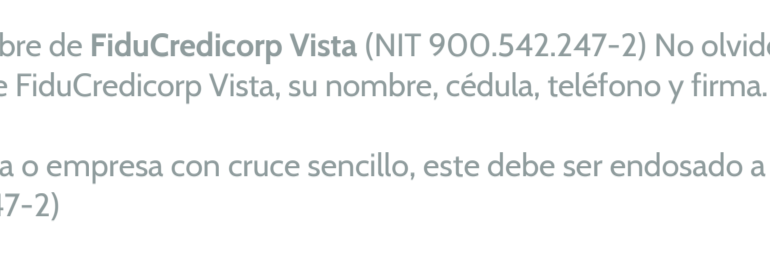 bre de FiduCredicorp Vista (NIT 900.542.247-2) No olvide
e FiduCredicorp Vista, su nombre, cédula, teléfono y firma.
a o empresa con cruce sencillo, este debe ser endosado a
47-2)